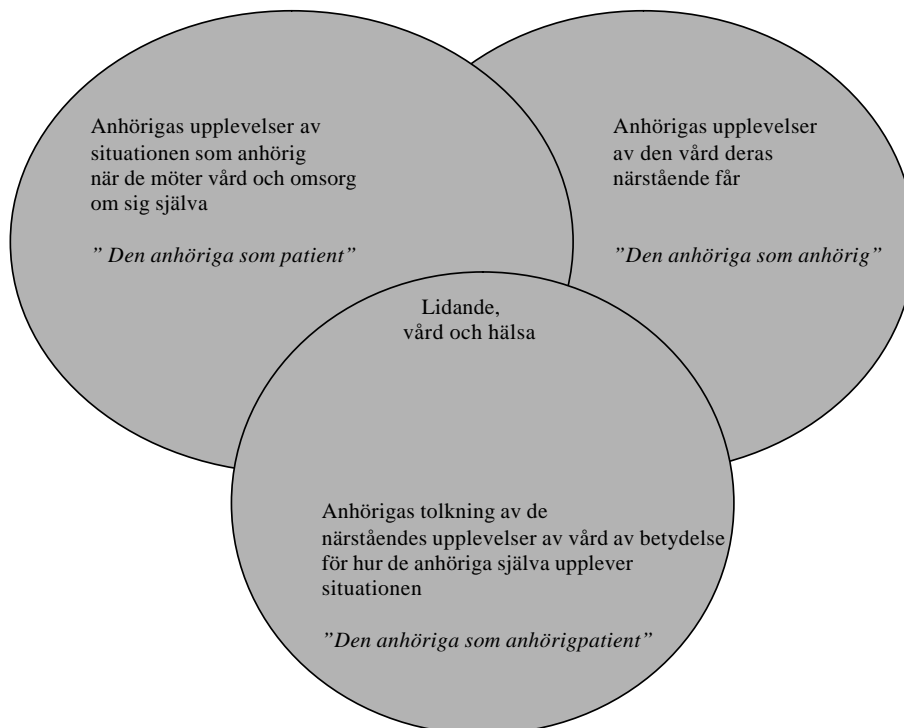 Anhörigas upplevelser av
situationen som anhörig
när de möter vård och omsorg
om sig själva
” Den anhöriga som patient”
Anhörigas upplevelser
av den vård deras
närstående får
”Den anhöriga som anhörig”
Lidande,
vård och hälsa
Anhörigas tolkning av de
närståendes upplevelser av vård av betydelse
för hur de anhöriga själva upplever
situationen
”Den anhöriga som anhörigpatient”